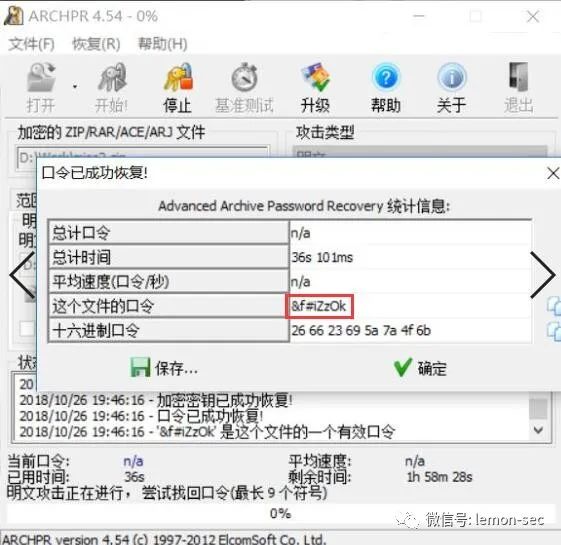 ARCHPR 4.54 - 0%
文件(F) 恢复(R) 帮助(H)
打开 开始! 停止 基准测试 升级 帮助 关于 退出
加密的 ZIP/RAR/ACE/ARJ 文件 攻击类型
口令已成功恢复!
Advanced Archive Password Recovery 统计信息:
总计口令 n/a
总计时间 36s 101ms
平均速度(口令/秒) n/a
这个文件的口令 &f#iZzOk
十六进制口令 26 66 23 69 5a 7a 4f 6b
保存... 确定
2018/10/26 19:46:16 - 加密密钥已成功恢复!
2018/10/26 19:46:16 - 口令已成功恢复!
2018/10/26 19:46:16 - '&f#iZzOk' 是这个文件的一个有效口令
当前口令: n/a 平均速度: n/a
已用时间: 36s 剩余时间: 1h 58m 28s
明文攻击正在进行，尝试找回口令(最长 9 个符号)
0%
微信号: lemon-sec
ARCHPR version 4.54 (c) 1997-2012 ElcomSoft Co. Ltd.